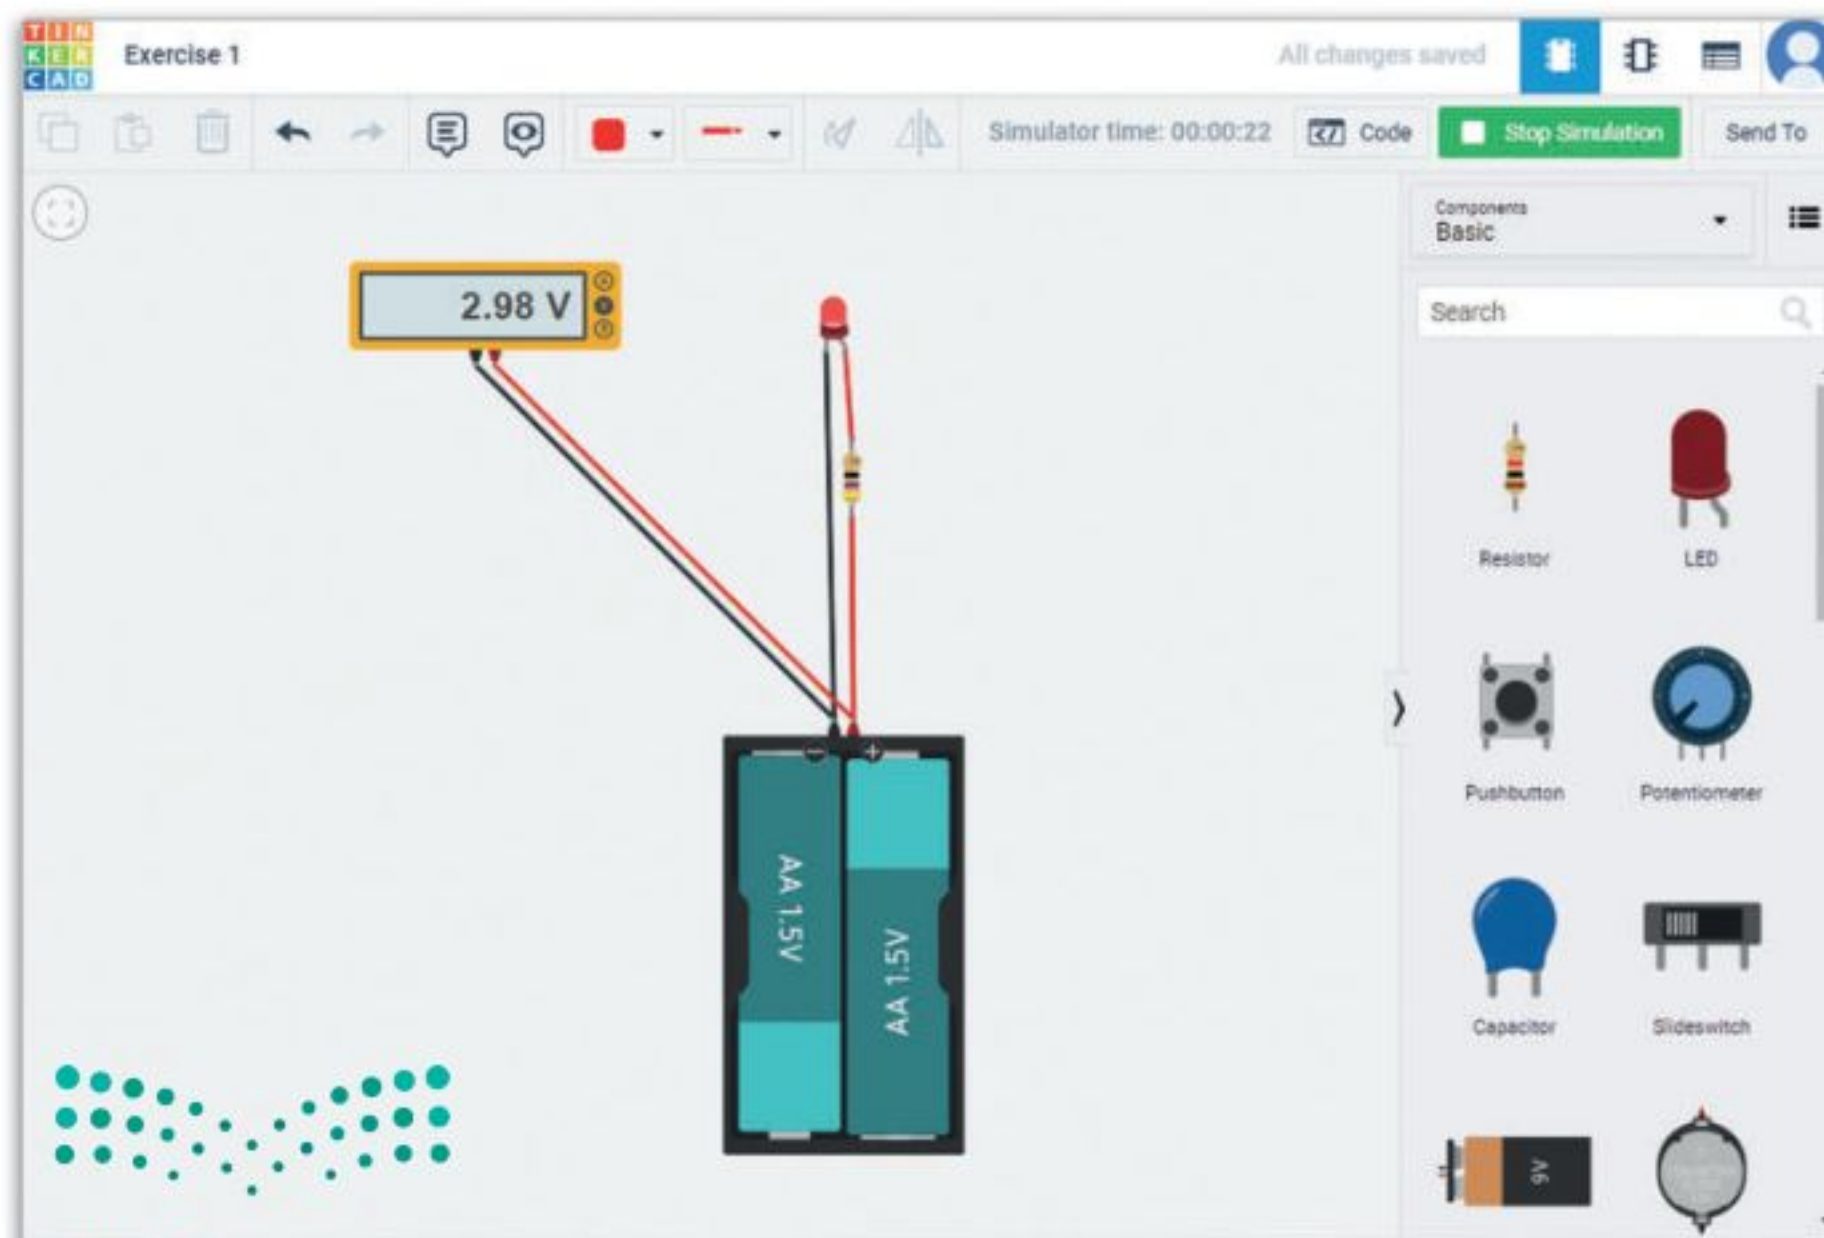 TIN
KER
CAD
Exercise 1
All changes saved
Simulator time: 00:00:22
Code
Stop Simulation
Send To
Components
Basic
Search
2.98 V
Resistor
LED
Pushbutton
Potentiometer
Capacitor
Slideswitch
AA 1.5V
AA 1.5V
9V